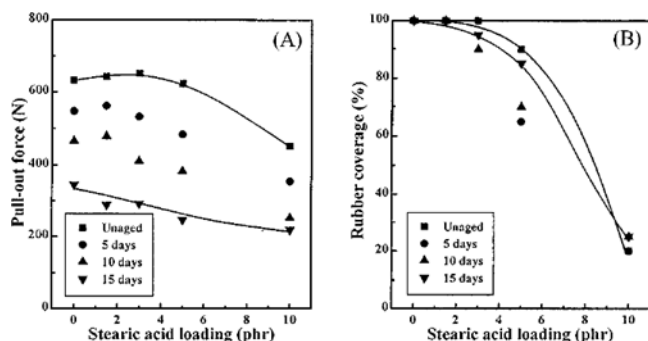 (A)
Pull-out force (N)
800
600
400
200
0
Unaged
5 days
10 days
15 days
0 2 4 6 8 10
Stearic acid loading (phr)
(B)
Rubber coverage (%)
100
80
60
40
20
0
Unaged
5 days
10 days
15 days
0 2 4 6 8 10
Stearic acid loading (phr)